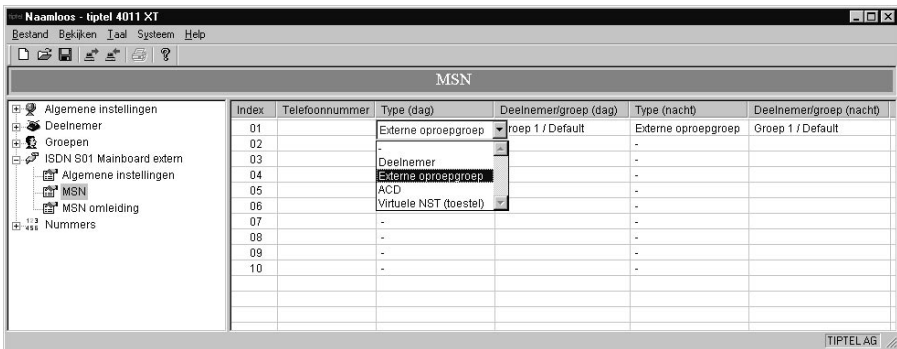 Naamloos - tiptel 4011 XT
Bestand Bekijken Taal Systeem Help
MSN
Algemene instellingen
Deelnemer
Groepen
ISDN S01 Mainboard extern
Algemene instellingen
MSN
MSN omleiding
Nummers
Index Telefoonnummer Type (dag) Deelnemer/groep (dag) Type (nacht) Deelnemer/groep (nacht)
01 Externe oproepgroep roep 1 / Default Externe oproepgroep Groep 1 / Default
02 - -
03 Deelnemer -
04 Externe oproepgroep -
05 ACD -
06 Virtuele NST (toestel) -
07 - -
08 - -
09 - -
10 - -
TIPTEL AG